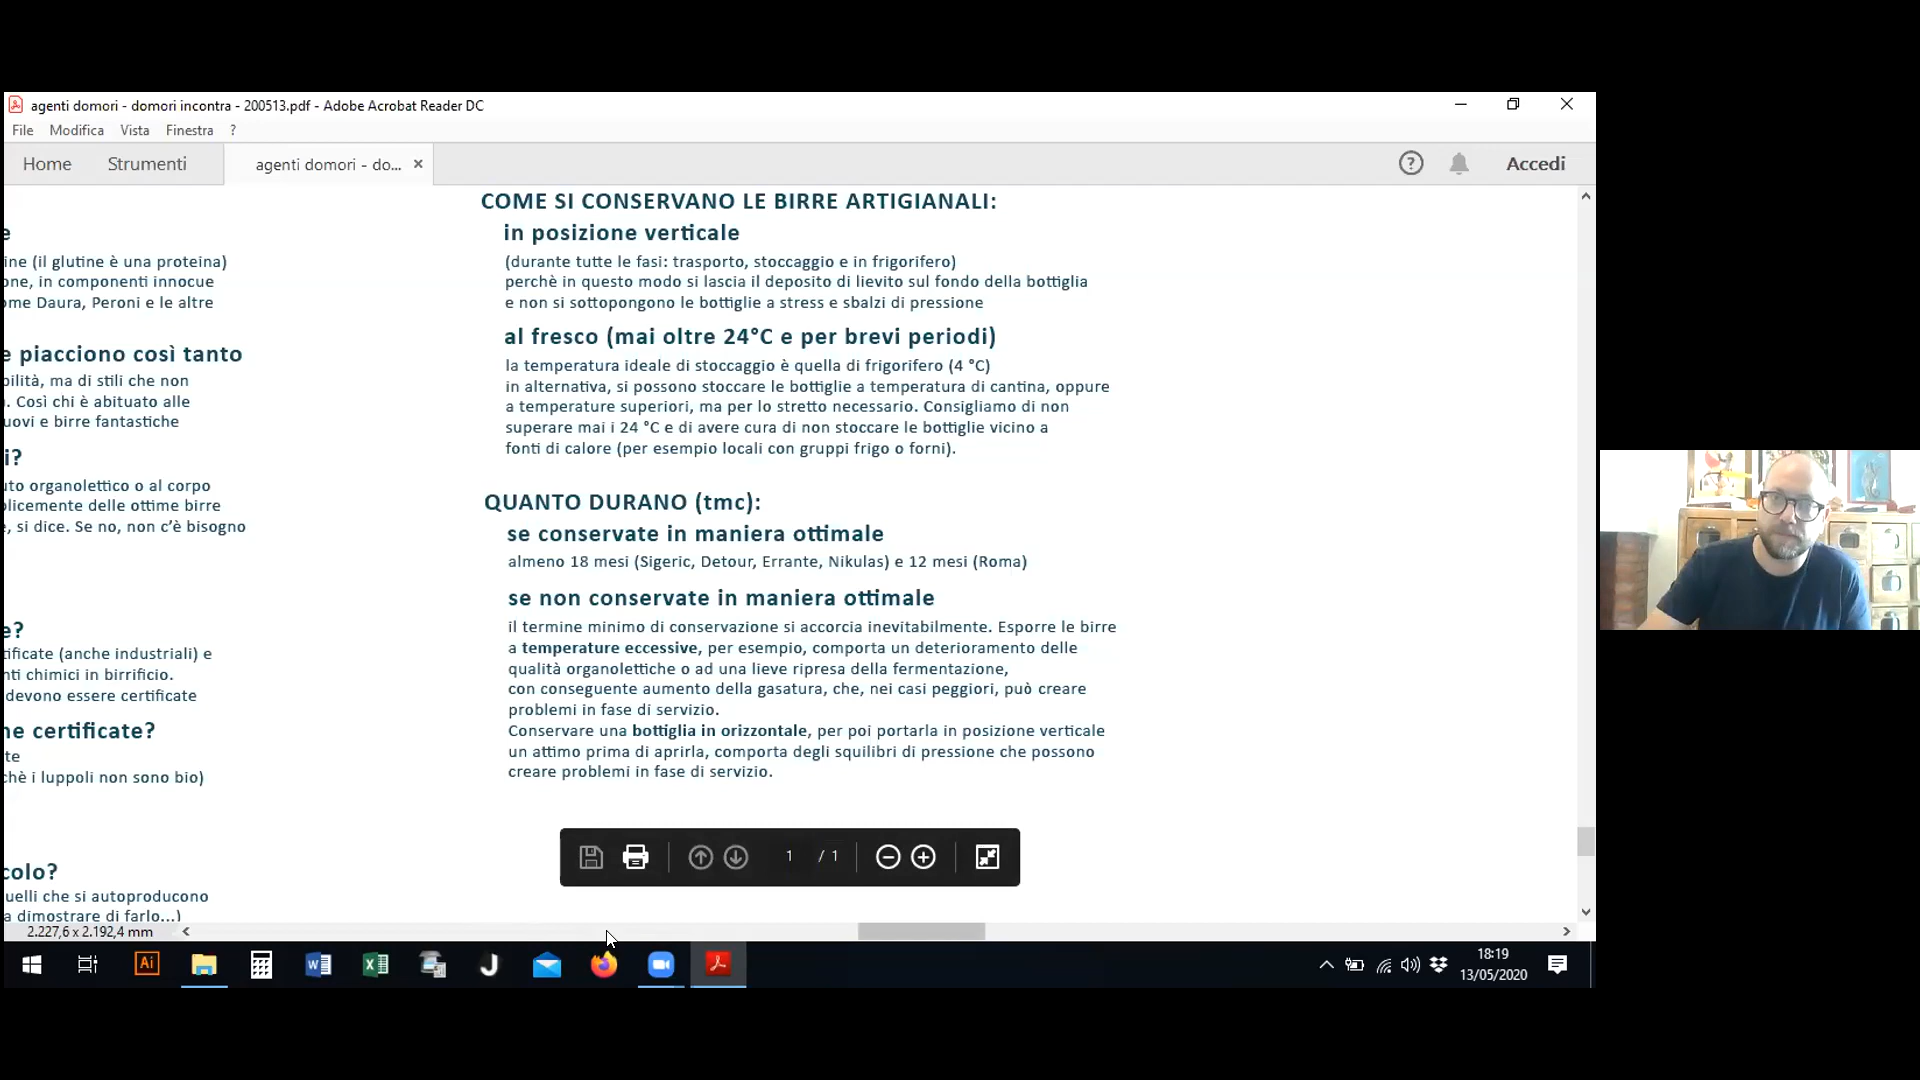 agenti domori - domori incontra - 200513.pdf - Adobe Acrobat Reader DC
File Modifica Vista Finestra ?
Home Strumenti agenti domori - do... Accedi
e
ine (il glutine è una proteina)
one, in componenti innocue
ome Daura, Peroni e le altre
e piacciono così tanto
bilità, ma di stili che non
. Così chi è abituato alle
uovi e birre fantastiche
i?
uto organolettico o al corpo
plicemente delle ottime birre
, si dice. Se no, non c'è bisogno
e?
tificate (anche industriali) e
nti chimici in birrificio.
devono essere certificate
ne certificate?
te
chè i luppoli non sono bio)
colo?
uelli che si autoproducono
a dimostrare di farlo...)
COME SI CONSERVANO LE BIRRE ARTIGIANALI:
in posizione verticale
(durante tutte le fasi: trasporto, stoccaggio e in frigorifero)
perchè in questo modo si lascia il deposito di lievito sul fondo della bottiglia
e non si sottopongono le bottiglie a stress e sbalzi di pressione
al fresco (mai oltre 24°C e per brevi periodi)
la temperatura ideale di stoccaggio è quella di frigorifero (4 °C)
in alternativa, si possono stoccare le bottiglie a temperatura di cantina, oppure
a temperature superiori, ma per lo stretto necessario. Consigliamo di non
superare mai i 24 °C e di avere cura di non stoccare le bottiglie vicino a
fonti di calore (per esempio locali con gruppi frigo o forni).
QUANTO DURANO (tmc):
se conservate in maniera ottimale
almeno 18 mesi (Sigeric, Detour, Errante, Nikulas) e 12 mesi (Roma)
se non conservate in maniera ottimale
il termine minimo di conservazione si accorcia inevitabilmente. Esporre le birre
a temperature eccessive, per esempio, comporta un deterioramento delle
qualità organolettiche o ad una lieve ripresa della fermentazione,
con conseguente aumento della gasatura, che, nei casi peggiori, può creare
problemi in fase di servizio.
Conservare una bottiglia in orizzontale, per poi portarla in posizione verticale
un attimo prima di aprirla, comporta degli squilibri di pressione che possono
creare problemi in fase di servizio.
1 / 1
2.227,6 x 2.192,4 mm
Ai
18:19
13/05/2020